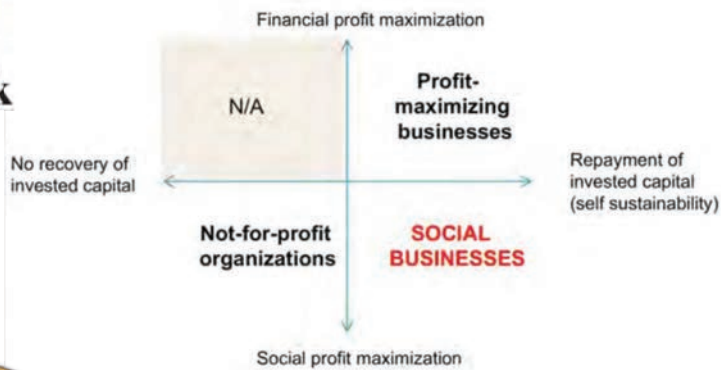 Financial profit maximization
N/A
Profit-
maximizing
businesses
No recovery of
invested capital
Repayment of
invested capital
(self sustainability)
Not-for-profit
organizations
SOCIAL
BUSINESSES
Social profit maximization